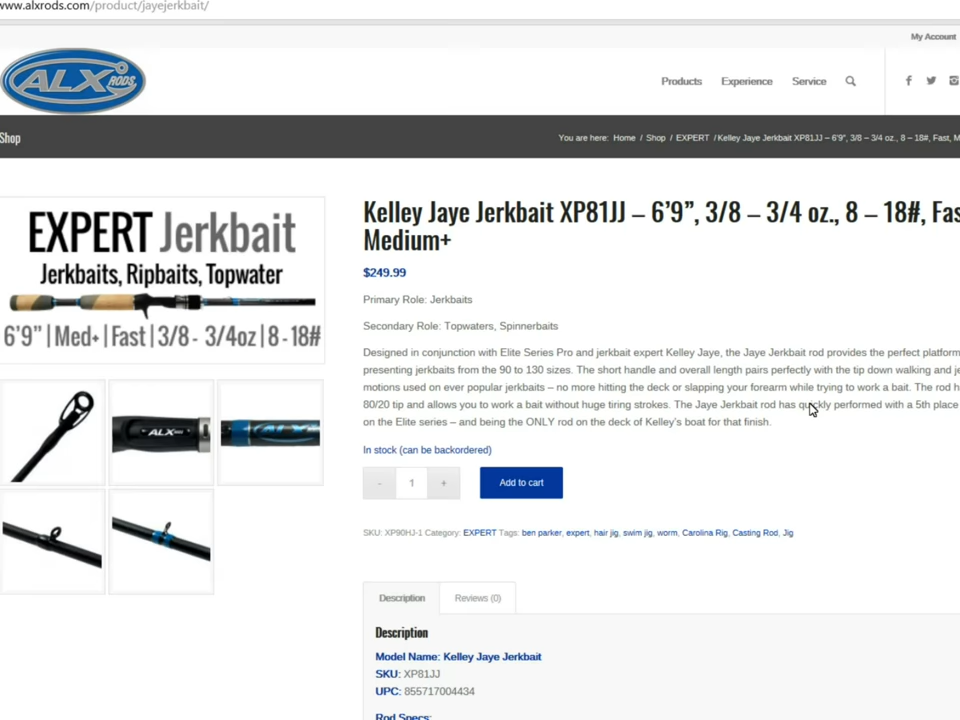 www.alxrods.com/product/jayejerkbait/
My Account
ALX RODS
Products Experience Service
Shop
You are here: Home / Shop / EXPERT / Kelley Jaye Jerkbait XP81JJ – 6'9", 3/8 – 3/4 oz., 8 – 18#, Fast, M
EXPERT Jerkbait
Jerkbaits, Ripbaits, Topwater
6'9" | Med+ | Fast | 3/8 - 3/4oz | 8 - 18#
Kelley Jaye Jerkbait XP81JJ – 6'9", 3/8 – 3/4 oz., 8 – 18#, Fas
Medium+
$249.99
Primary Role: Jerkbaits
Secondary Role: Topwaters, Spinnerbaits
Designed in conjunction with Elite Series Pro and jerkbait expert Kelley Jaye, the Jaye Jerkbait rod provides the perfect platform
presenting jerkbaits from the 90 to 130 sizes. The short handle and overall length pairs perfectly with the tip down walking and je
motions used on ever popular jerkbaits – no more hitting the deck or slapping your forearm while trying to work a bait. The rod h
80/20 tip and allows you to work a bait without huge tiring strokes. The Jaye Jerkbait rod has quickly performed with a 5th place
on the Elite series – and being the ONLY rod on the deck of Kelley's boat for that finish.
In stock (can be backordered)
- 1 + Add to cart
SKU: XP90HJ-1 Category: EXPERT Tags: ben parker, expert, hair jig, swim jig, worm, Carolina Rig, Casting Rod, Jig
ALX RODS
ALX
Description Reviews (0)
Description
Model Name: Kelley Jaye Jerkbait
SKU: XP81JJ
UPC: 855717004434
Rod Specs: